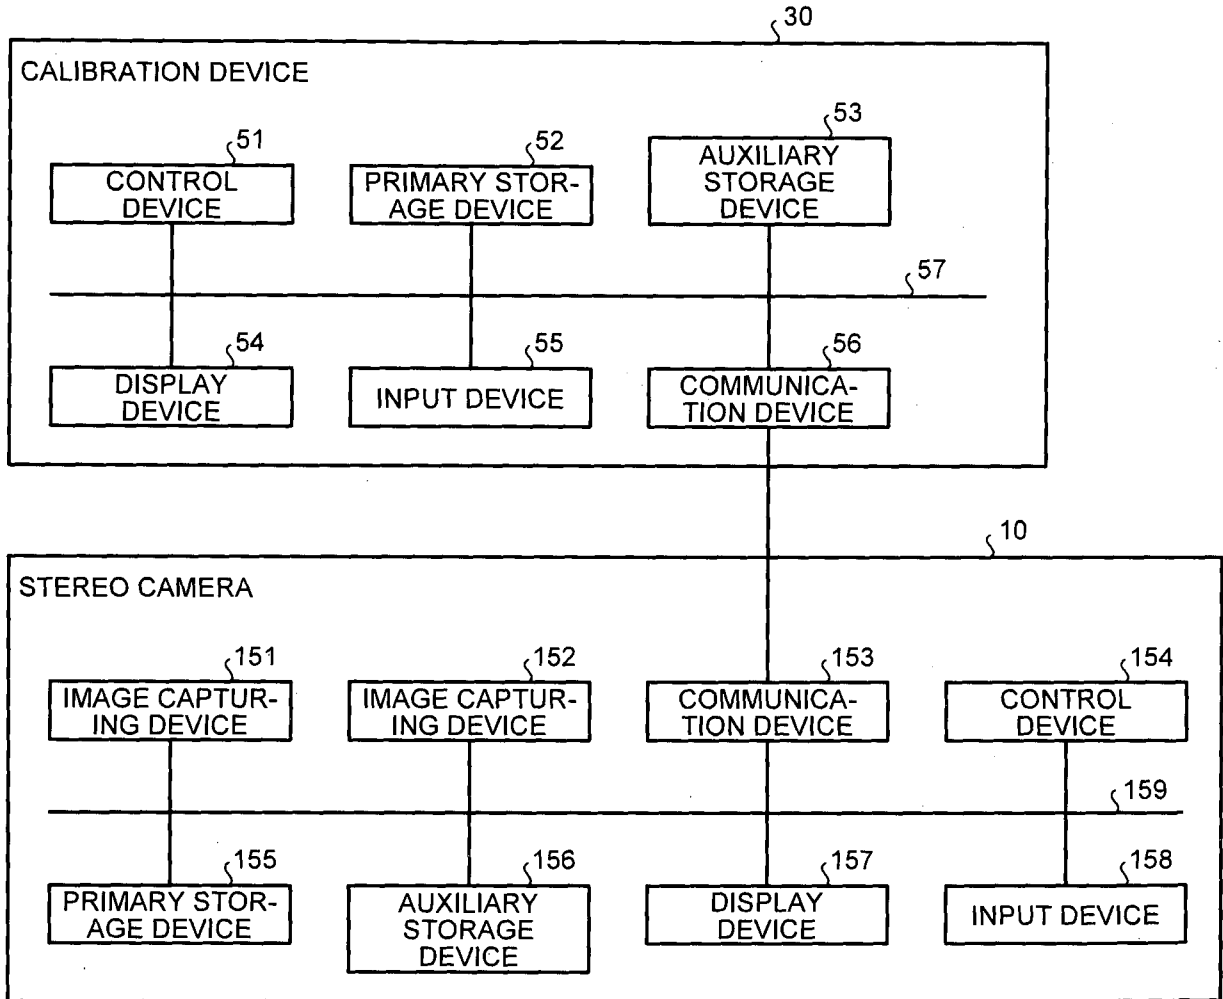 30
CALIBRATION DEVICE
51
CONTROL
DEVICE
52
PRIMARY STOR-
AGE DEVICE
53
AUXILIARY
STORAGE
DEVICE
57
54
DISPLAY
DEVICE
55
INPUT DEVICE
56
COMMUNICA-
TION DEVICE
10
STEREO CAMERA
151
IMAGE CAPTUR-
ING DEVICE
152
IMAGE CAPTUR-
ING DEVICE
153
COMMUNICA-
TION DEVICE
154
CONTROL
DEVICE
159
155
PRIMARY STOR-
AGE DEVICE
156
AUXILIARY
STORAGE
DEVICE
157
DISPLAY
DEVICE
158
INPUT DEVICE